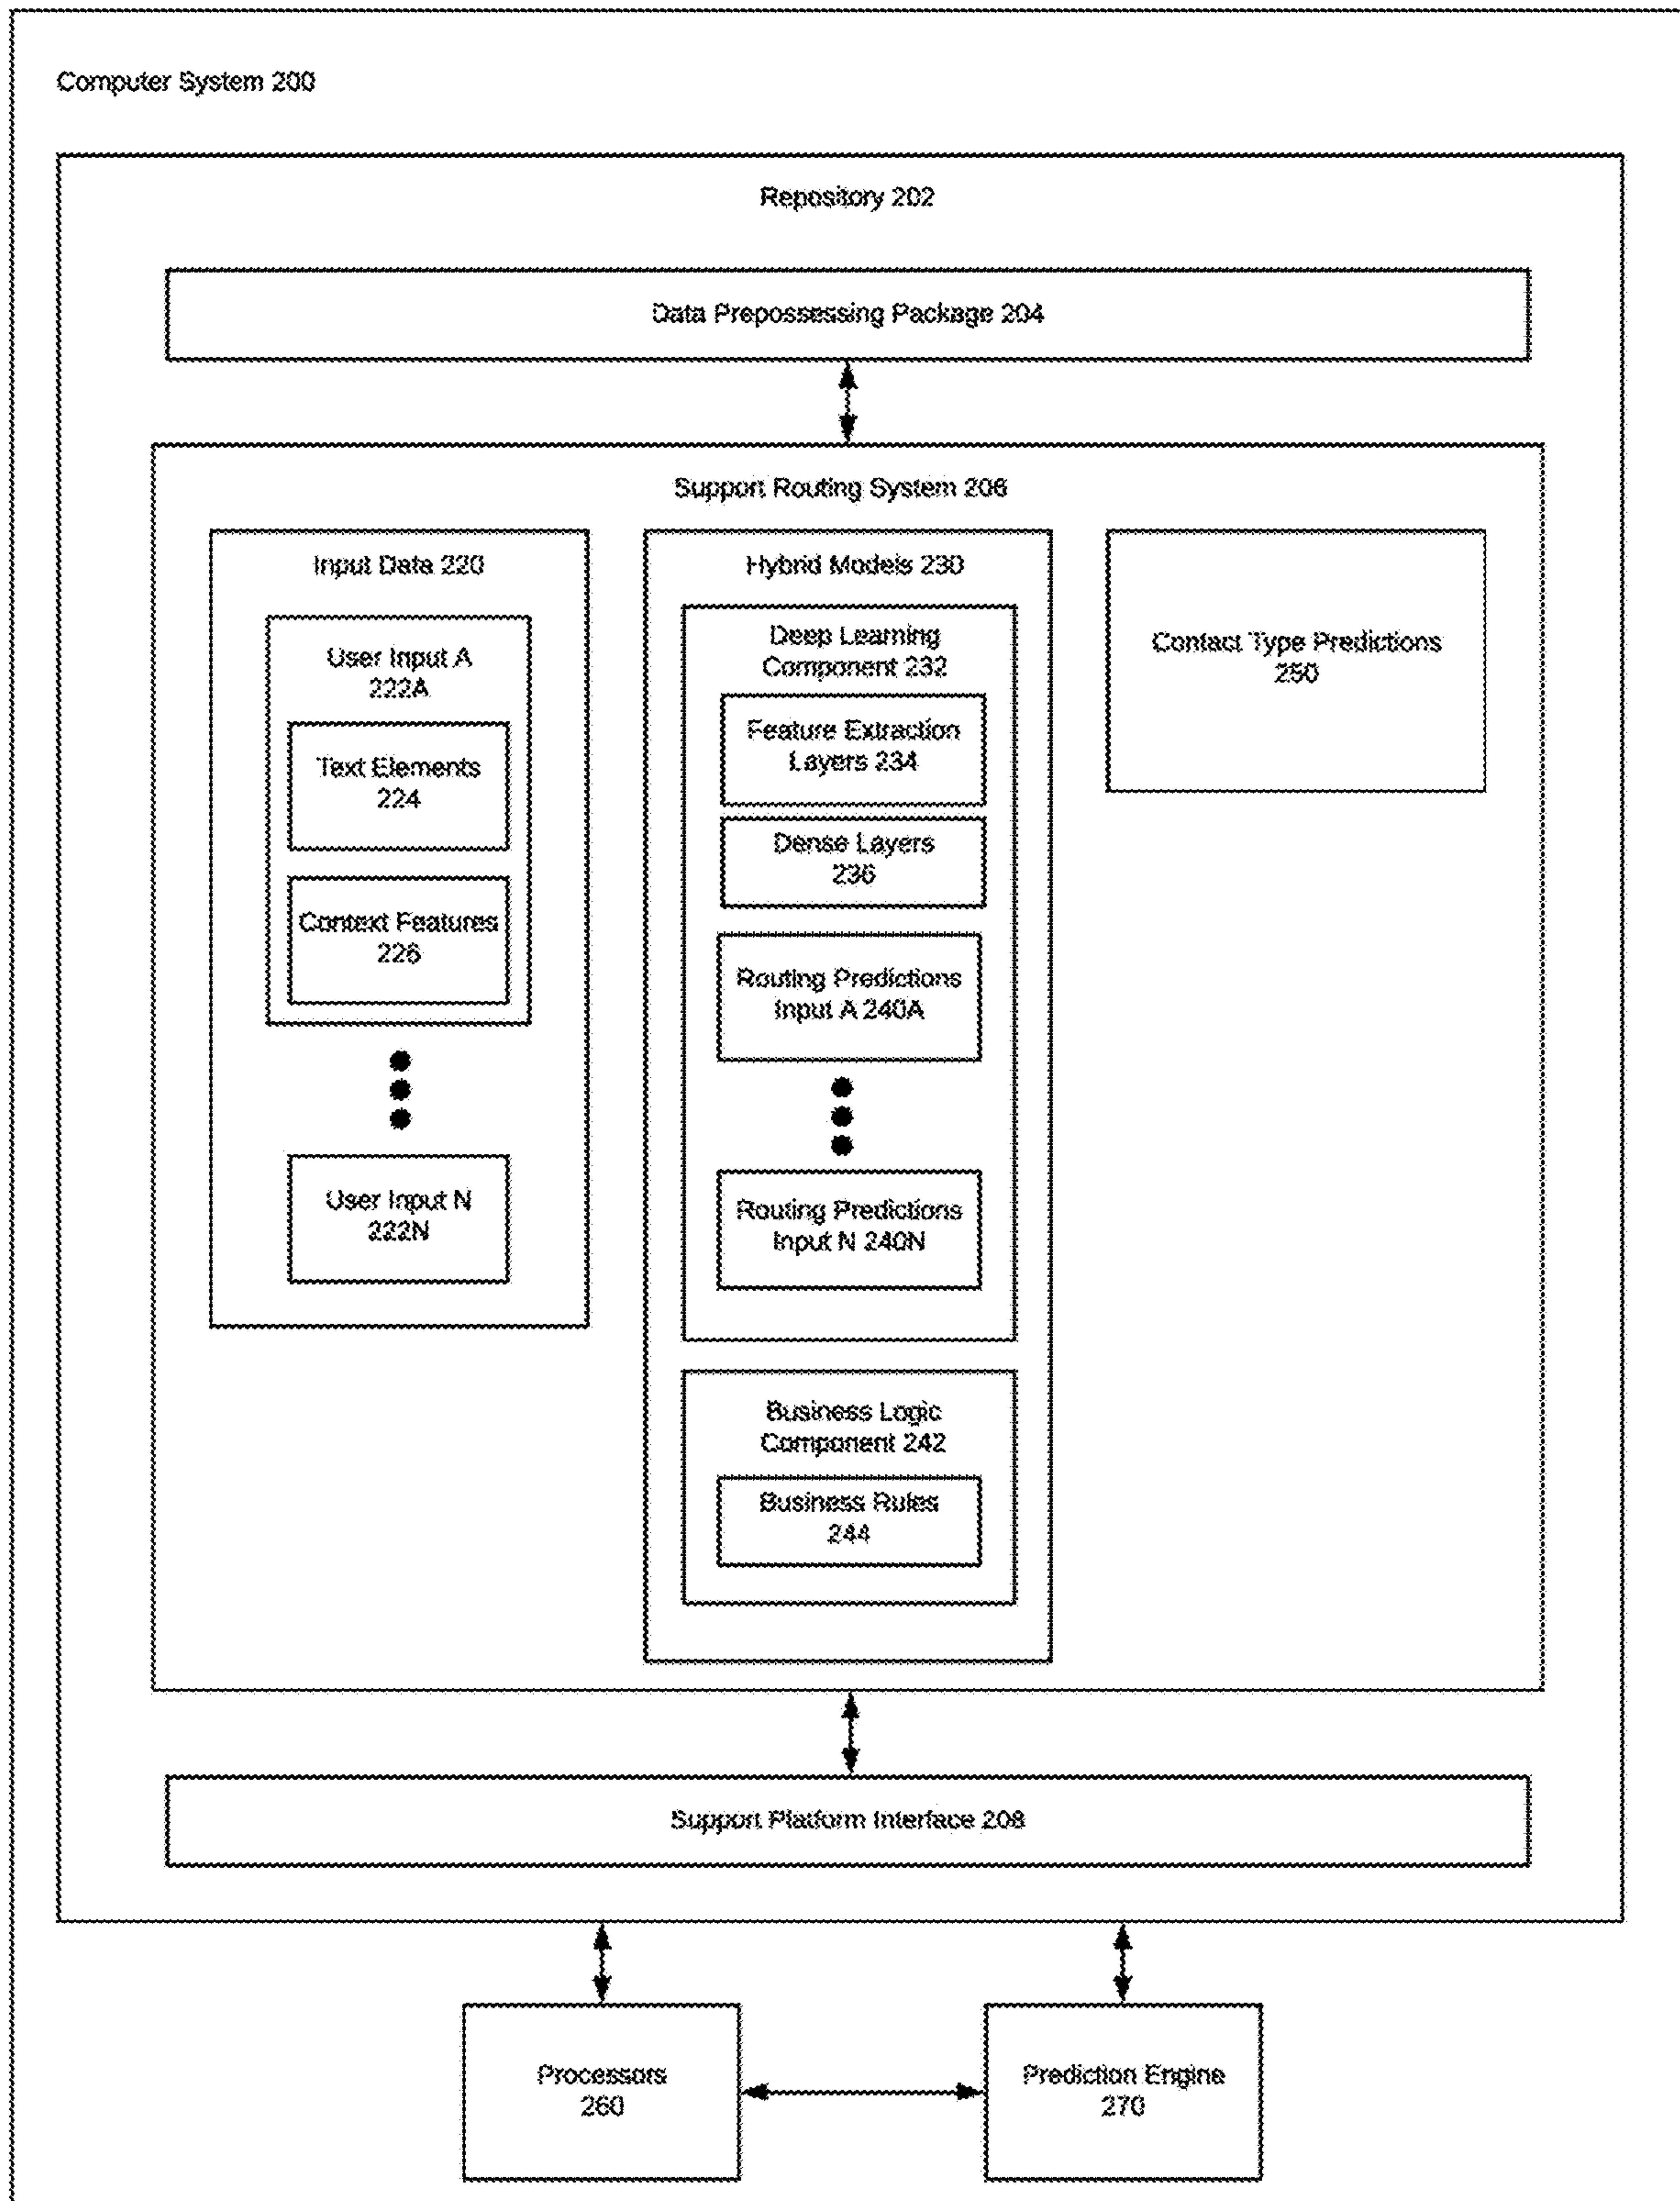 Computer System 200
Repository 202
Data Prepossessing Package 204
Support Routing System 206
Input Data 220
User Input A
222A
Text Elements
224
Context Features
226
User Input N
222N
Hybrid Models 230
Deep Learning
Component 232
Feature Extraction
Layers 234
Dense Layers
236
Routing Predictions
Input A 240A
Routing Predictions
Input N 240N
Business Logic
Component 242
Business Rules
244
Contact Type Predictions
250
Support Platform Interface 208
Processors
260
Prediction Engine
270